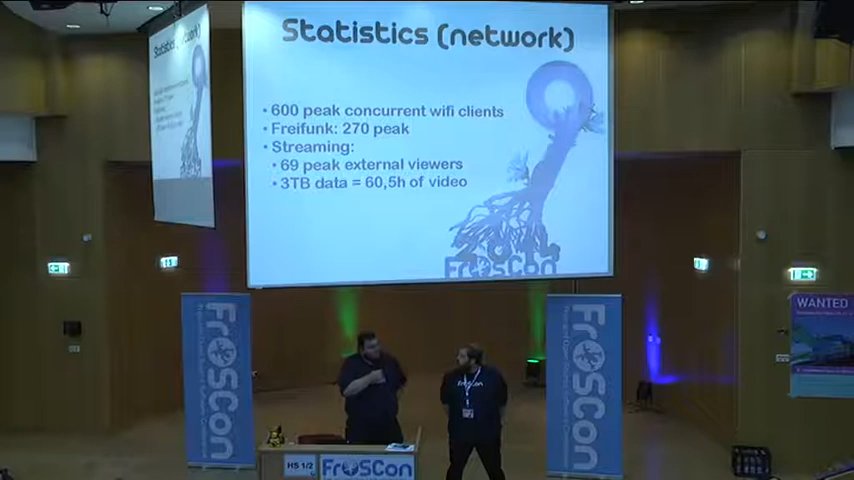 Statistics (network)
• 600 peak concurrent wifi clients
• Freifunk: 270 peak
• Streaming:
• 69 peak external viewers
• 3TB data = 60,5h of video
FrOSCon
FrOSCon
FrOSCon
FrOSCon
HS 1/2
FrOSCon
WANTED